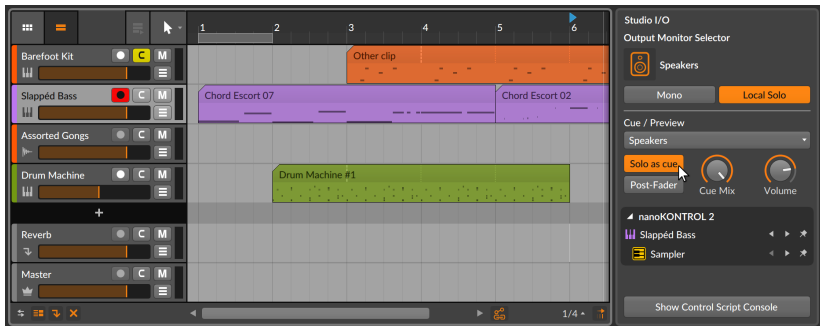 1 2 3 4 5 6
Barefoot Kit C M
Other clip
Slappéd Bass C M
Chord Escort 07 Chord Escort 02
Assorted Gongs C M
Drum Machine C M
Drum Machine #1
+
Reverb C M
Master C M
1/4
Studio I/O
Output Monitor Selector
Speakers
Mono Local Solo
Cue / Preview
Speakers
Solo as cue
Post-Fader
Cue Mix Volume
nanoKONTROL 2
Slappéd Bass
Sampler
Show Control Script Console